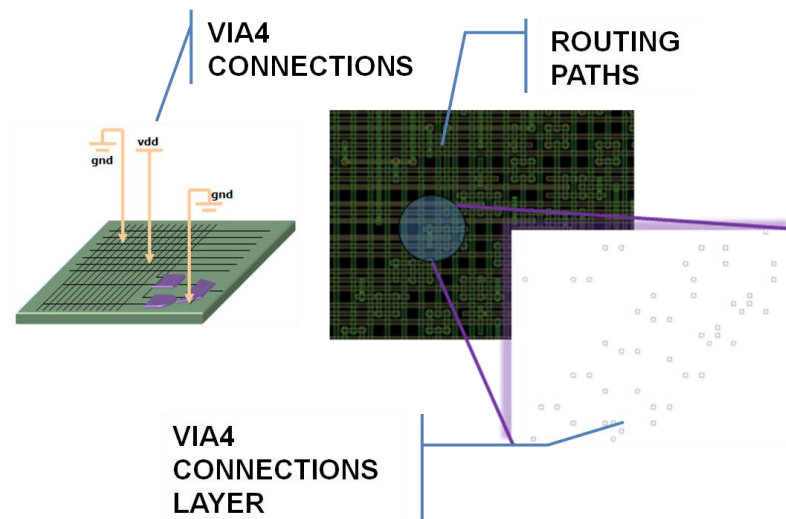 VIA4
CONNECTIONS
ROUTING
PATHS
gnd
vdd
gnd
VIA4
CONNECTIONS
LAYER